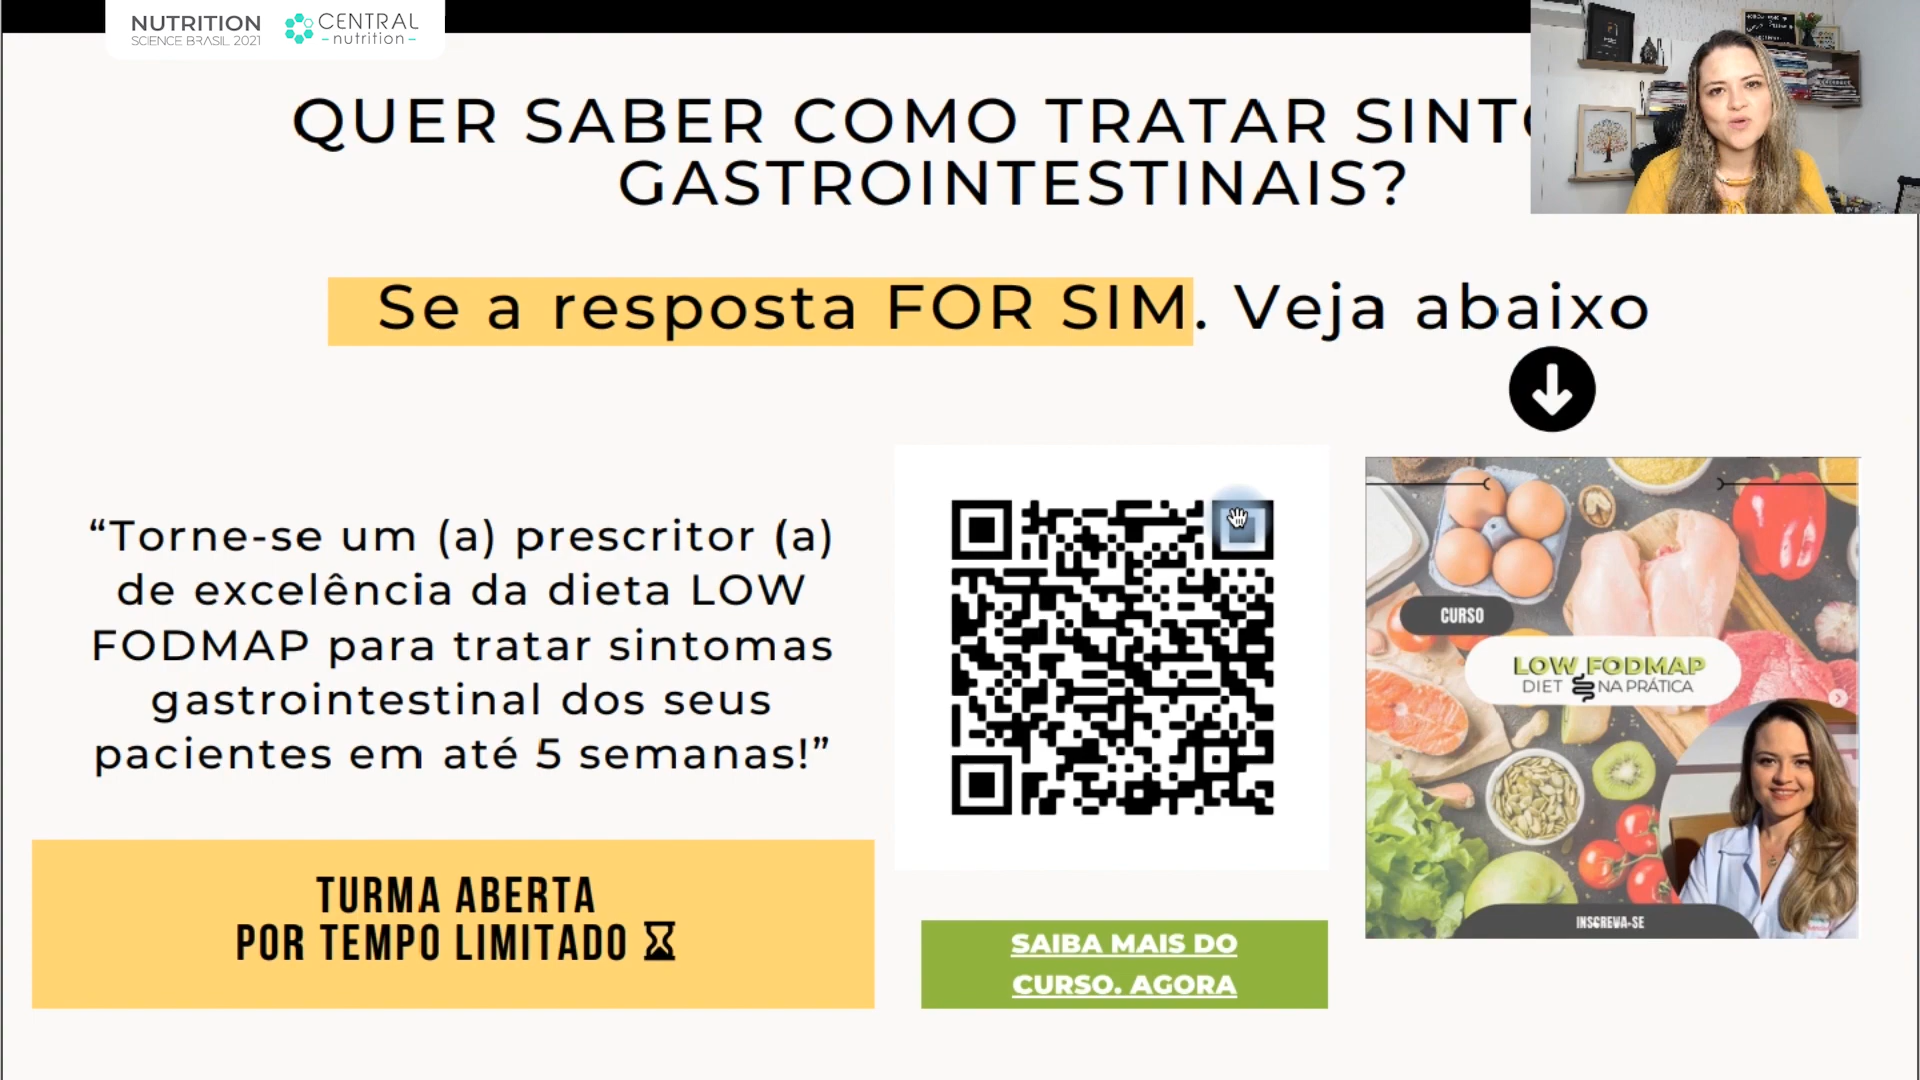 NUTRITION
SCIENCE BRASIL 2021
CENTRAL
nutrition
QUER SABER COMO TRATAR SINTO
GASTROINTESTINAIS?
Se a resposta FOR SIM. Veja abaixo
“Torne-se um (a) prescritor (a)
de excelência da dieta LOW
FODMAP para tratar sintomas
gastrointestinal dos seus
pacientes em até 5 semanas!”
TURMA ABERTA
POR TEMPO LIMITADO
SAIBA MAIS DO
CURSO. AGORA
CURSO
LOW FODMAP
DIET NA PRÁTICA
INSCREVA-SE